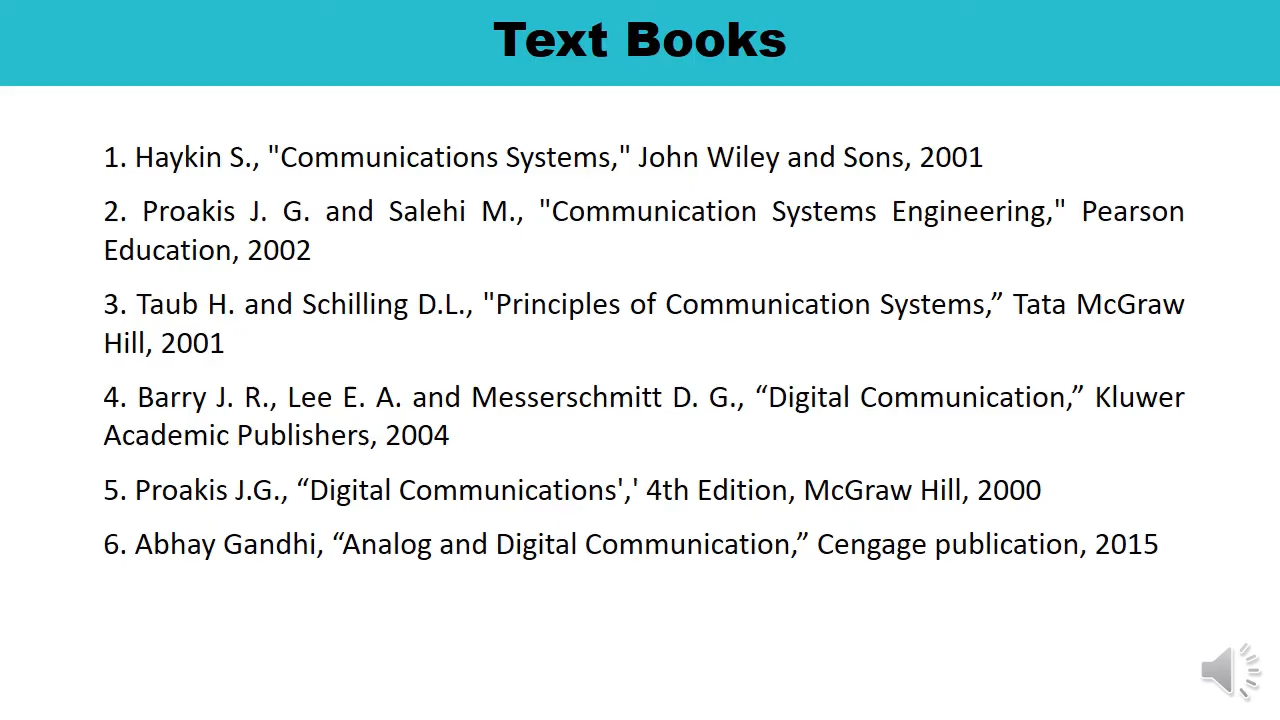 Text Books
1. Haykin S., "Communications Systems," John Wiley and Sons, 2001
2. Proakis J. G. and Salehi M., "Communication Systems Engineering," Pearson
Education, 2002
3. Taub H. and Schilling D.L., "Principles of Communication Systems,” Tata McGraw
Hill, 2001
4. Barry J. R., Lee E. A. and Messerschmitt D. G., “Digital Communication,” Kluwer
Academic Publishers, 2004
5. Proakis J.G., “Digital Communications',' 4th Edition, McGraw Hill, 2000
6. Abhay Gandhi, “Analog and Digital Communication,” Cengage publication, 2015